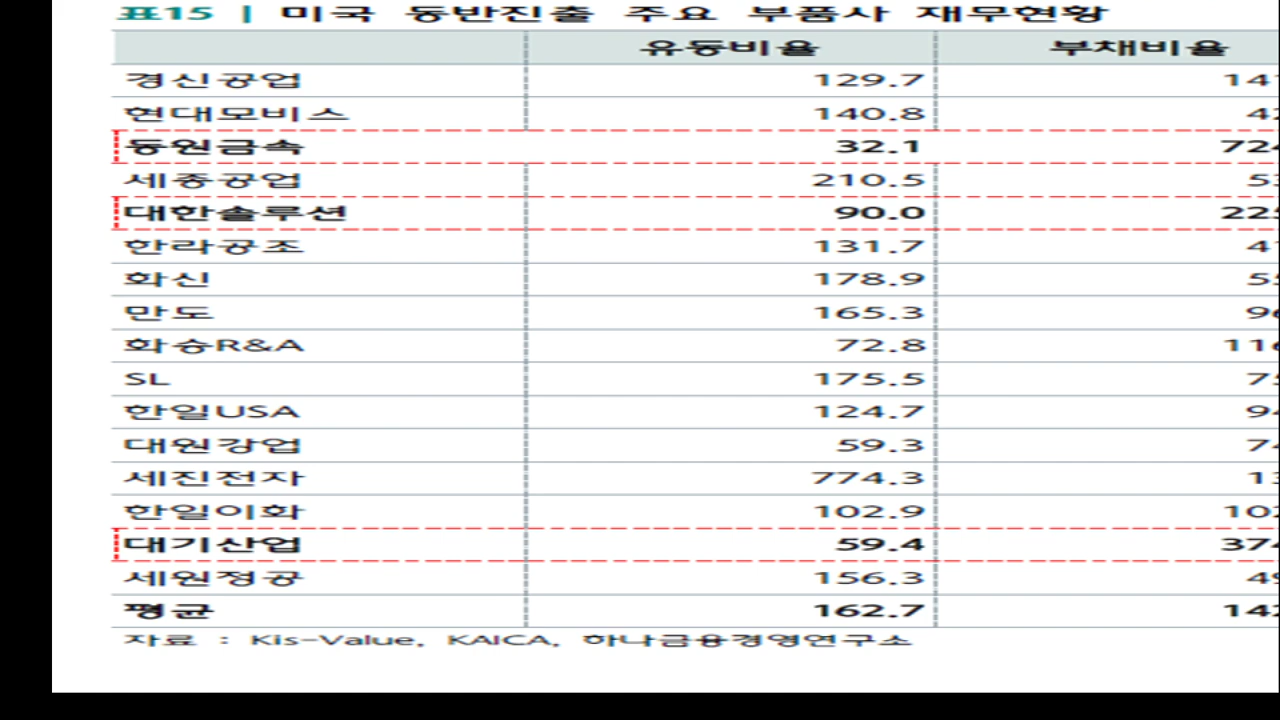 표15 | 미국 동반진출 주요 부품사 재무현황
유동비율 부채비율
경신공업 129.7
현대모비스 140.8
동원금속 32.1
세종공업 210.5
대한솔루션 90.0
한라공조 131.7
화신 178.9
만도 165.3
화승R&A 72.8
SL 175.5
한일USA 124.7
대원강업 59.3
세진전자 774.3
한일이화 102.9
대기산업 59.4
세원정공 156.3
평균 162.7
자료 : Kis-Value, KAICA, 하나금융경영연구소